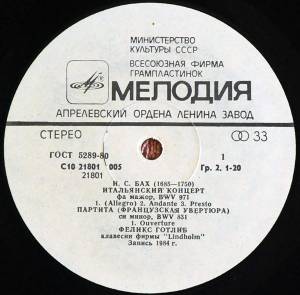 МИНИСТЕРСТВО
КУЛЬТУРЫ СССР
ВСЕСОЮЗНАЯ ФИРМА
ГРАМПЛАСТИНОК
МЕЛОДИЯ
АПРЕЛЕВСКИЙ ОРДЕНА ЛЕНИНА ЗАВОД
СТЕРЕО 33
ГОСТ 5289-80 1
С10 21801 005 Гр. 2, 1-20
21801
И. С. БАХ (1685—1750)
ИТАЛЬЯНСКИЙ КОНЦЕРТ
фа мажор, BWV 971
1. (Allegro) 2. Andante 3. Presto
ПАРТИТА (ФРАНЦУЗСКАЯ УВЕРТЮРА)
си минор, BWV 831
1. Ouverture
ФЕЛИКС ГОТЛИБ
клавесин фирмы "Lindholm"
Запись 1984 г.